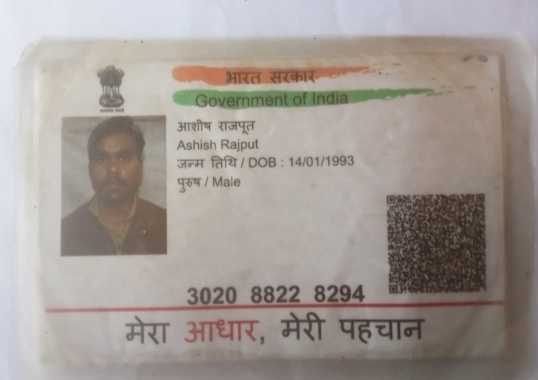 भारत सरकार
Government of India
आशीष राजपूत
Ashish Rajput
जन्म तिथि / DOB : 14/01/1993
पुरुष / Male
3020 8822 8294
मेरा आधार, मेरी पहचान